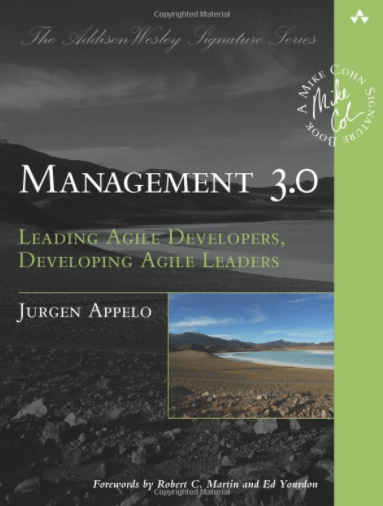 Copyrighted Material
The Addison Wesley Signature Series
A MIKE COHN SIGNATURE BOOK
Mike Cohn
MANAGEMENT 3.0
LEADING AGILE DEVELOPERS,
DEVELOPING AGILE LEADERS
JURGEN APPELO
Forewords by Robert C. Martin and Ed Yourdon
Copyrighted Material